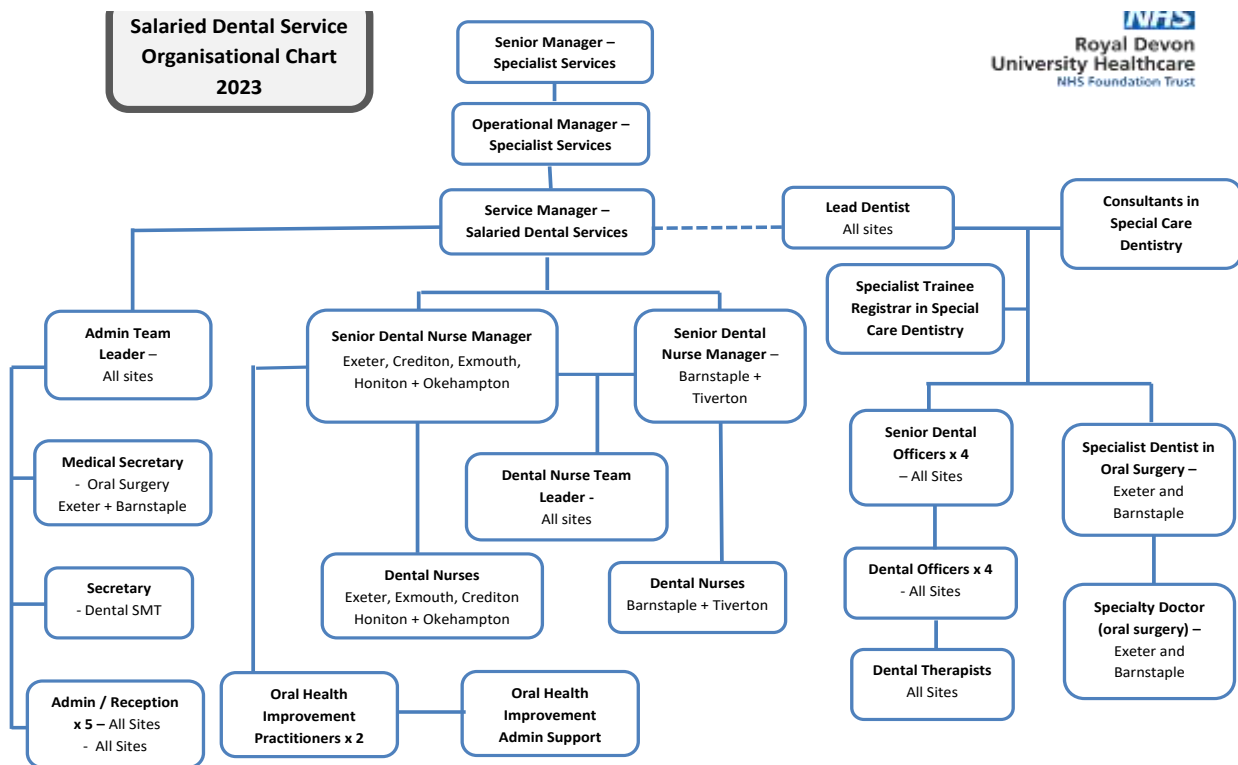 Salaried Dental Service
Organisational Chart
2023
NHS
Royal Devon
University Healthcare
NHS Foundation Trust
Senior Manager –
Specialist Services
Operational Manager –
Specialist Services
Service Manager –
Salaried Dental Services
Lead Dentist
All sites
Consultants in
Special Care
Dentistry
Specialist Trainee
Registrar in Special
Care Dentistry
Admin Team
Leader –
All sites
Senior Dental Nurse Manager
Exeter, Crediton, Exmouth,
Honiton + Okehampton
Senior Dental
Nurse Manager –
Barnstaple +
Tiverton
Medical Secretary
- Oral Surgery
Exeter + Barnstaple
Dental Nurse Team
Leader -
All sites
Senior Dental
Officers x 4
– All Sites
Specialist Dentist in
Oral Surgery –
Exeter and
Barnstaple
Secretary
- Dental SMT
Dental Nurses
Exeter, Exmouth, Crediton
Honiton + Okehampton
Dental Nurses
Barnstaple + Tiverton
Dental Officers x 4
- All Sites
Specialty Doctor
(oral surgery) –
Exeter and
Barnstaple
Dental Therapists
All Sites
Admin / Reception
x 5 – All Sites
- All Sites
Oral Health
Improvement
Practitioners x 2
Oral Health
Improvement
Admin Support